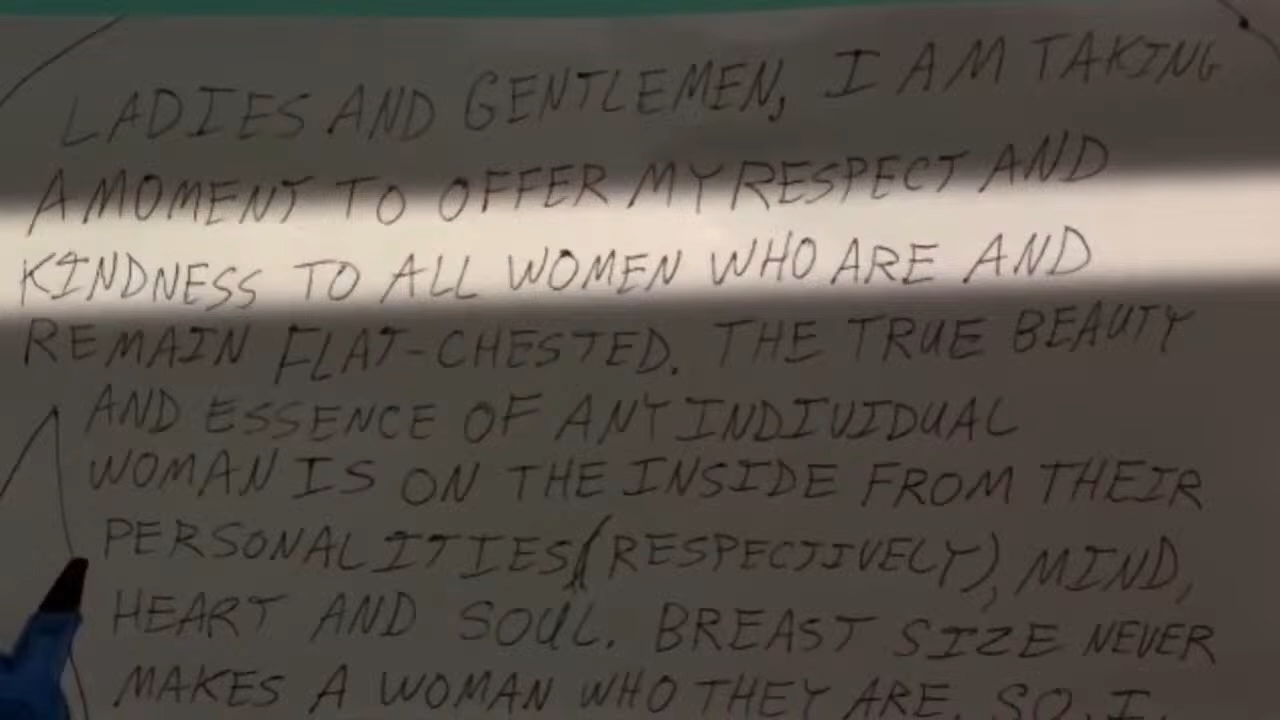 LADIES AND GENTLEMEN, I AM TAKING
A MOMENT TO OFFER MY RESPECT AND
KINDNESS TO ALL WOMEN WHO ARE AND
REMAIN FLAT-CHESTED. THE TRUE BEAUTY
AND ESSENCE OF ANY INDIVIDUAL
WOMAN IS ON THE INSIDE FROM THEIR
PERSONALITIES (RESPECTIVELY), MIND,
HEART AND SOUL. BREAST SIZE NEVER
MAKES A WOMAN WHO THEY ARE. SO, I